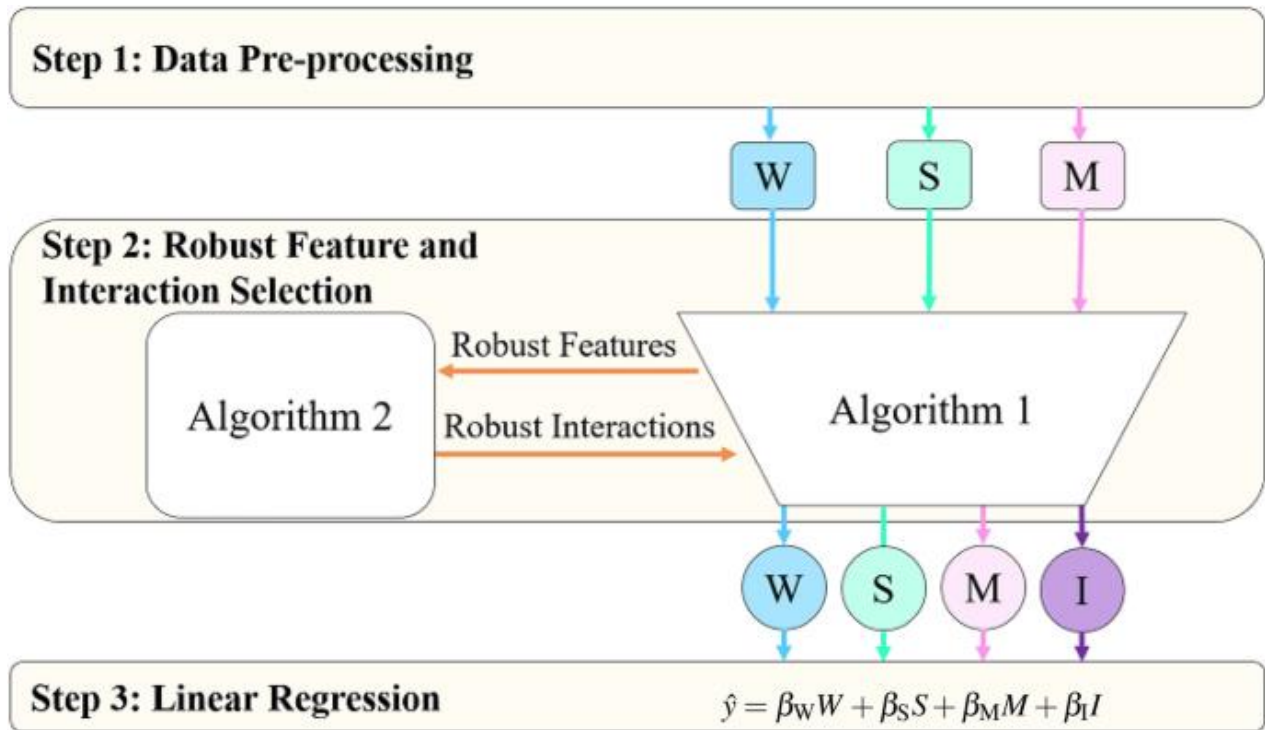 Step 1: Data Pre-processing
W
S
M
Step 2: Robust Feature and
Interaction Selection
Robust Features
Algorithm 2
Algorithm 1
Robust Interactions
W
S
M
I
Step 3: Linear Regression
ŷ = β_W W + β_S S + β_M M + β_I I